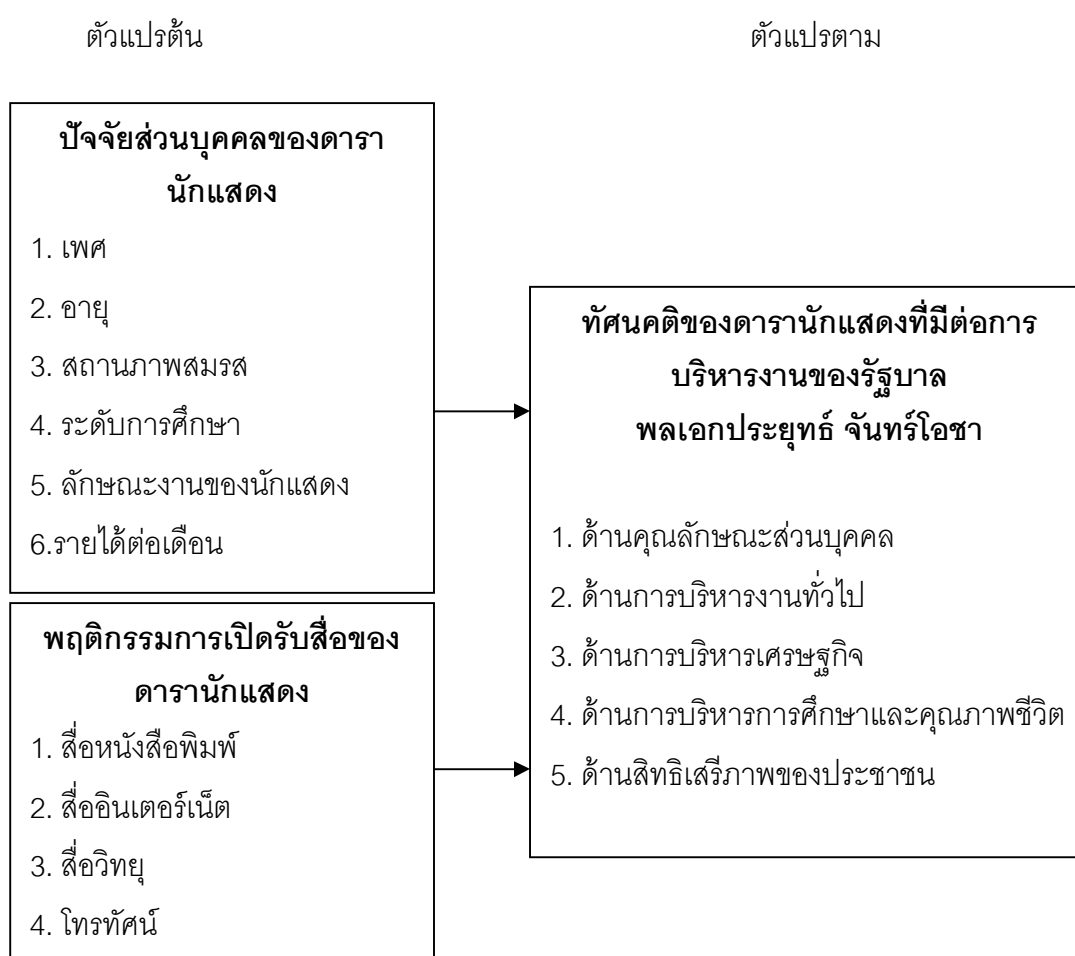 ตัวแปรต้น
ตัวแปรตาม
ปัจจัยส่วนบุคคลของดารา
นักแสดง
1. เพศ
2. อายุ
3. สถานภาพสมรส
4. ระดับการศึกษา
5. ลักษณะงานของนักแสดง
6.รายได้ต่อเดือน
พฤติกรรมการเปิดรับสื่อของ
ดารานักแสดง
1. สื่อหนังสือพิมพ์
2. สื่ออินเตอร์เน็ต
3. สื่อวิทยุ
4. โทรทัศน์
ทัศนคติของดารานักแสดงที่มีต่อการ
บริหารงานของรัฐบาล
พลเอกประยุทธ์ จันทร์โอชา
1. ด้านคุณลักษณะส่วนบุคคล
2. ด้านการบริหารงานทั่วไป
3. ด้านการบริหารเศรษฐกิจ
4. ด้านการบริหารการศึกษาและคุณภาพชีวิต
5. ด้านสิทธิเสรีภาพของประชาชน